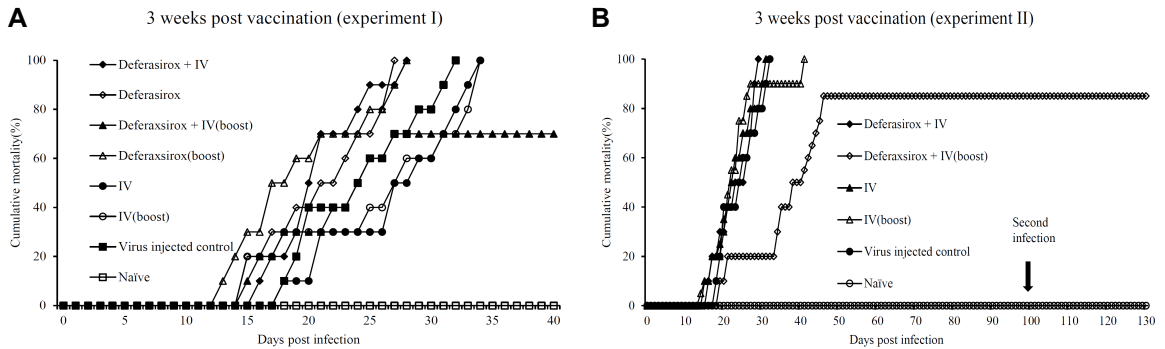 A
3 weeks post vaccination (experiment I)
Cumulative mortality(%)
100
80
60
40
20
0
Deferasirox + IV
Deferasirox
Deferaxsirox + IV(boost)
Deferaxsirox(boost)
IV
IV(boost)
Virus injected control
Naïve
0 5 10 15 20 25 30 35 40
Days post infection
B
3 weeks post vaccination (experiment II)
Cumulative mortality(%)
100
80
60
40
20
0
Deferasirox + IV
Deferaxsirox + IV(boost)
IV
IV(boost)
Virus injected control
Naïve
Second
infection
0 10 20 30 40 50 60 70 80 90 100 110 120 130
Days post infection